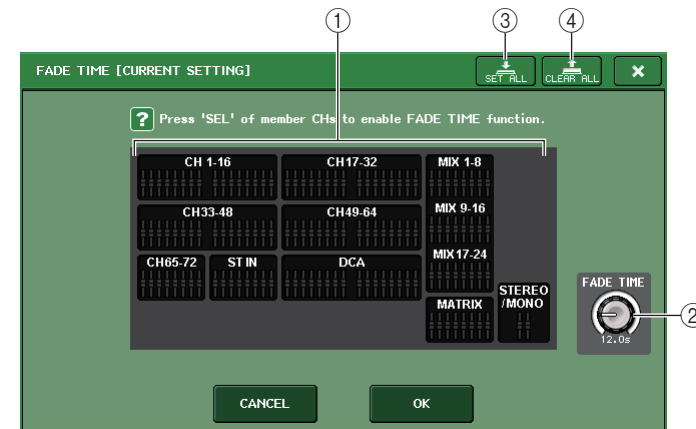 ① ③ ④
FADE TIME [CURRENT SETTING]
SET ALL
CLEAR ALL
×
? Press 'SEL' of member CHs to enable FADE TIME function.
CH 1-16
CH17-32
MIX 1-8
CH33-48
CH49-64
MIX 9-16
CH65-72
ST IN
DCA
MIX17-24
MATRIX
STEREO
/MONO
FADE TIME
②
12.0s
CANCEL
OK